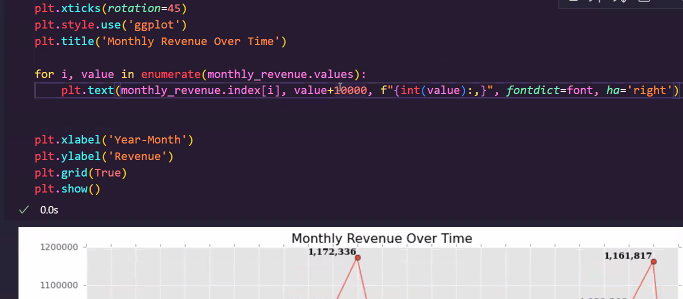 plt.xticks(rotation=45)
plt.style.use('ggplot')
plt.title('Monthly Revenue Over Time')
for i, value in enumerate(monthly_revenue.values):
    plt.text(monthly_revenue.index[i], value+10000, f"{int(value):,}", fontdict=font, ha='right')
plt.xlabel('Year-Month')
plt.ylabel('Revenue')
plt.grid(True)
plt.show()
0.0s
Monthly Revenue Over Time
1200000
1,172,336
1,161,817
1100000